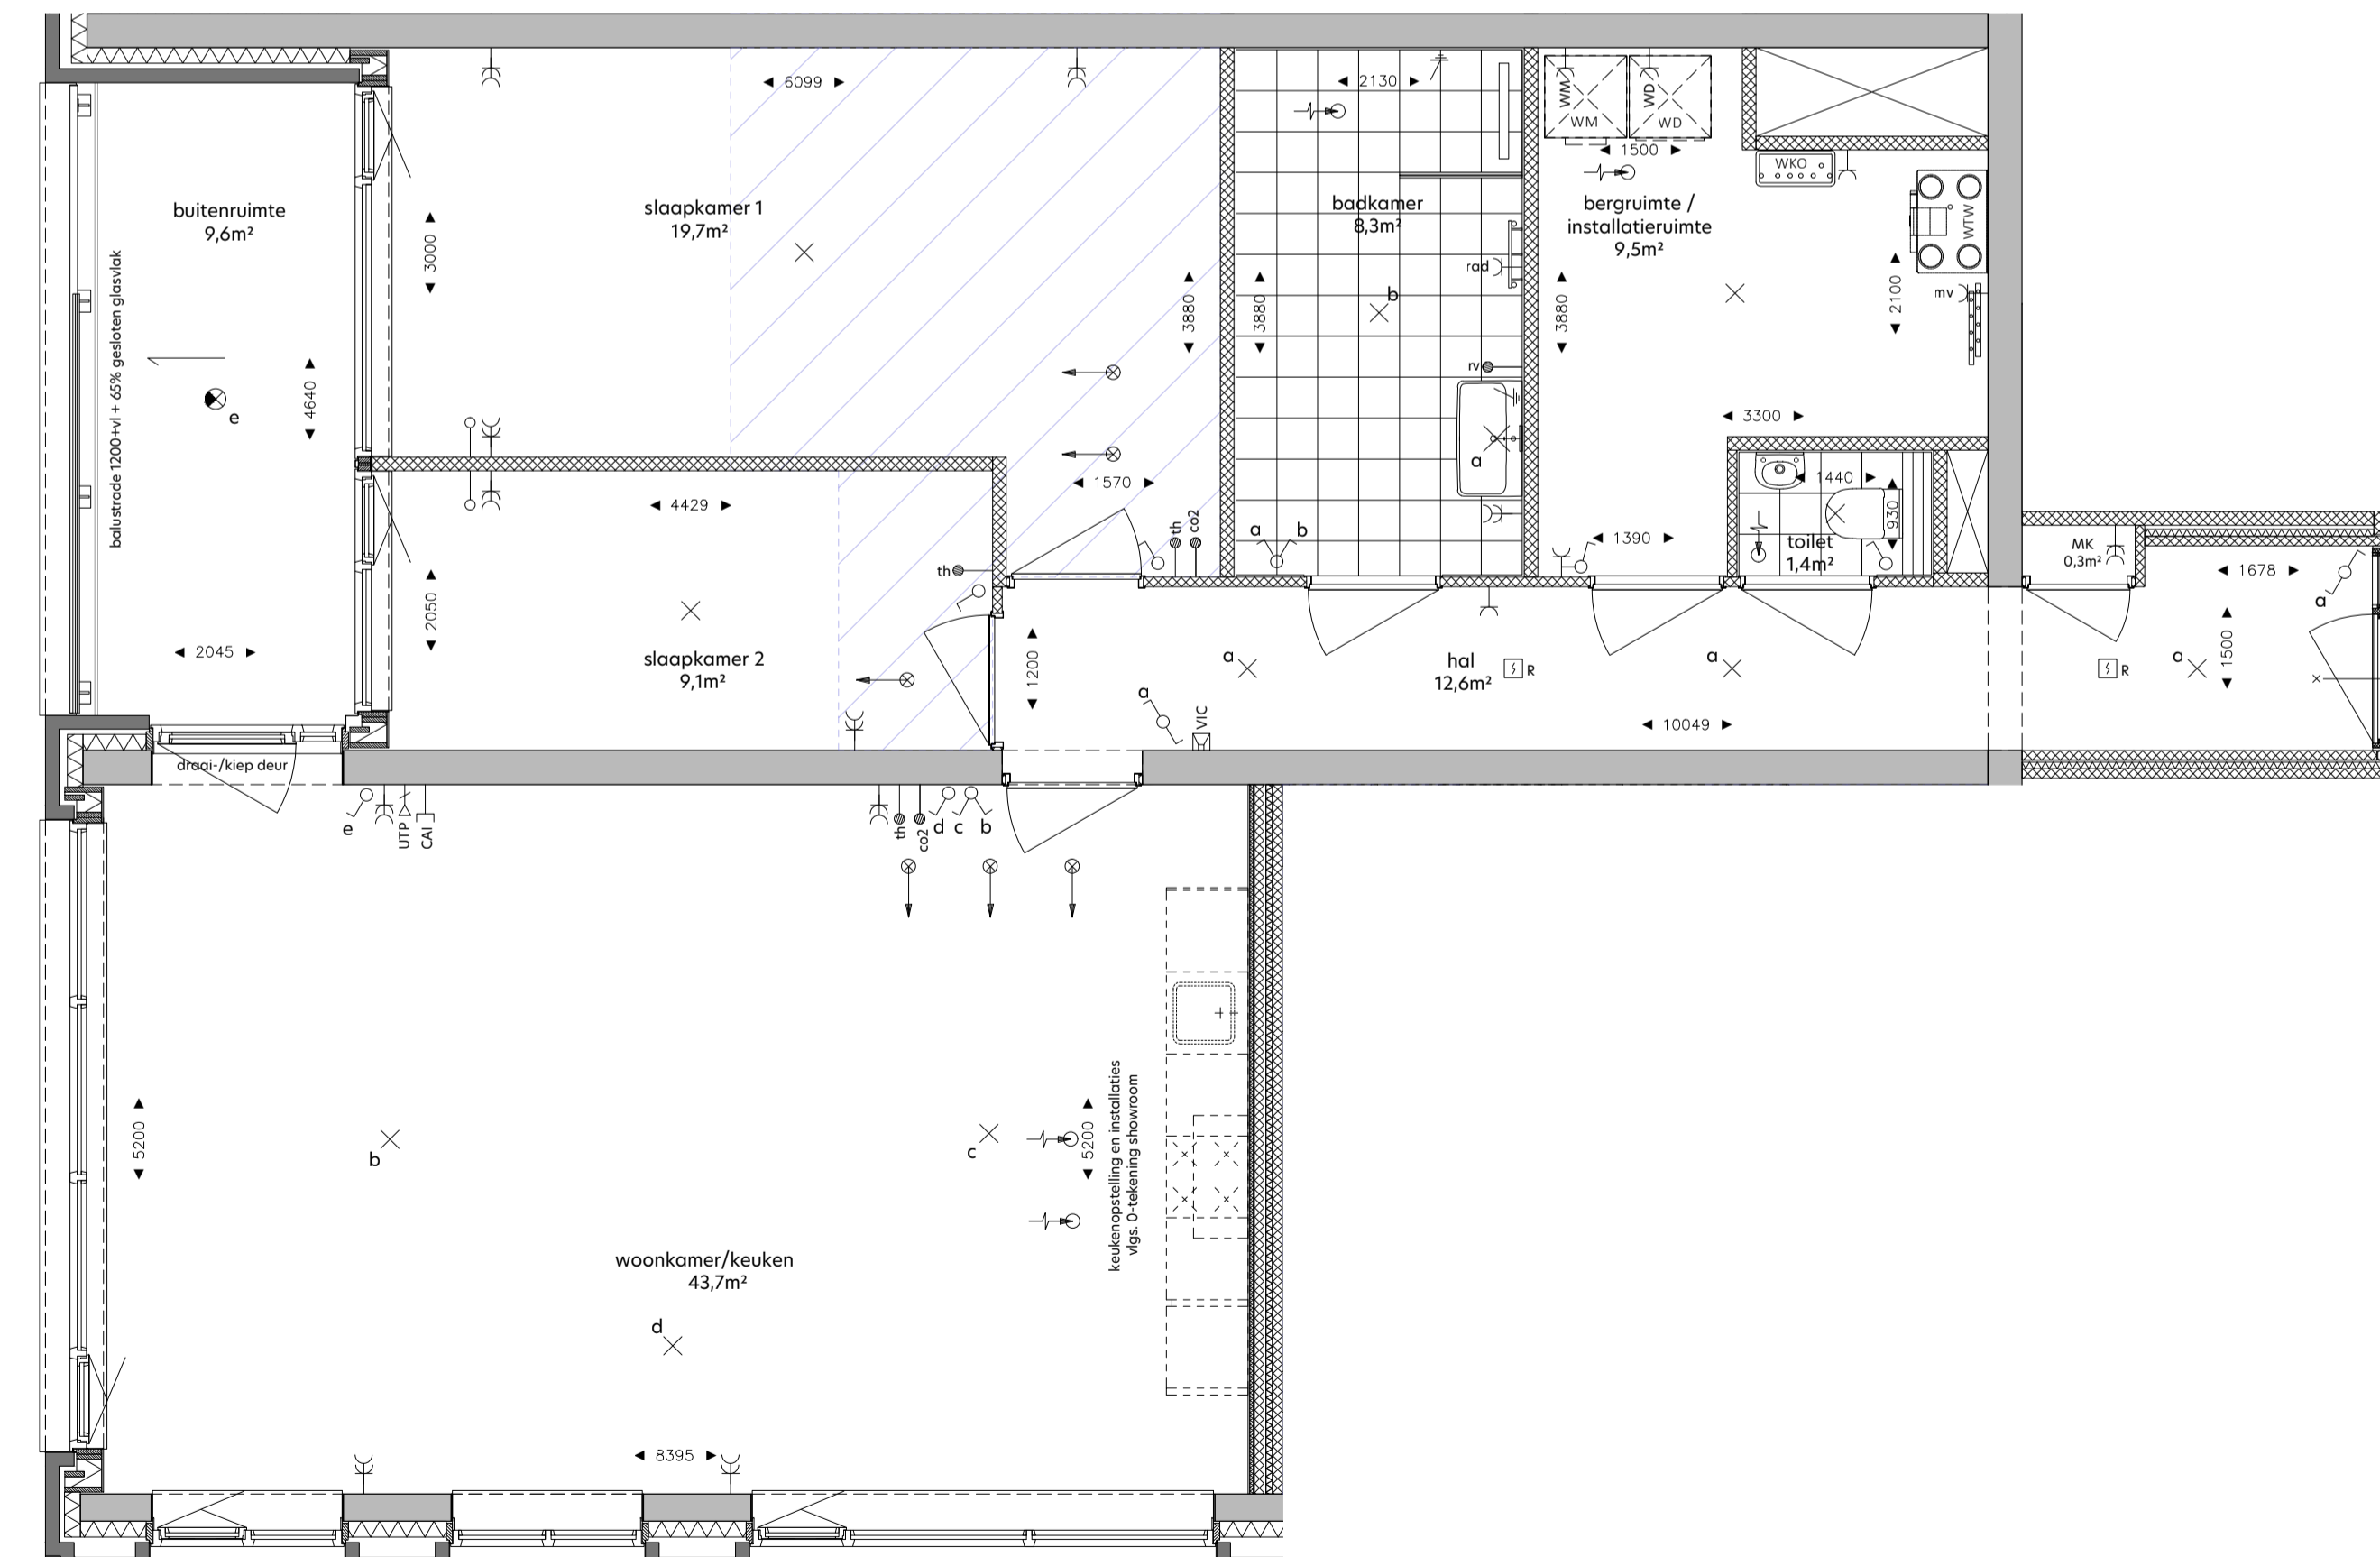 6099
2130
WM
WD
WM
WD
1500
WKO
WTW
buitenruimte
9,6m²
slaapkamer 1
19,7m²
badkamer
8,3m²
bergruimte /
installatieruimte
9,5m²
balustrade 1200+vl + 65% gesloten glasvlak
3000
rad
b
mv
3880
3880
3880
2100
4640
e
rv
3300
a
1440
930
1570
4429
th
co2
a
b
1390
toilet
1,4m²
MK
0,3m²
1678
a
th
2050
2045
slaapkamer 2
9,1m²
1200
a
hal
12,6m²
R
a
R
a
1500
a
VIC
10049
draai-/kiep deur
e
UTP
CAI
th
co2
d
c
b
5200
b
c
5200
keukenopstelling en installaties
vlgs. 0-tekening showroom
woonkamer/keuken
43,7m²
d
8395